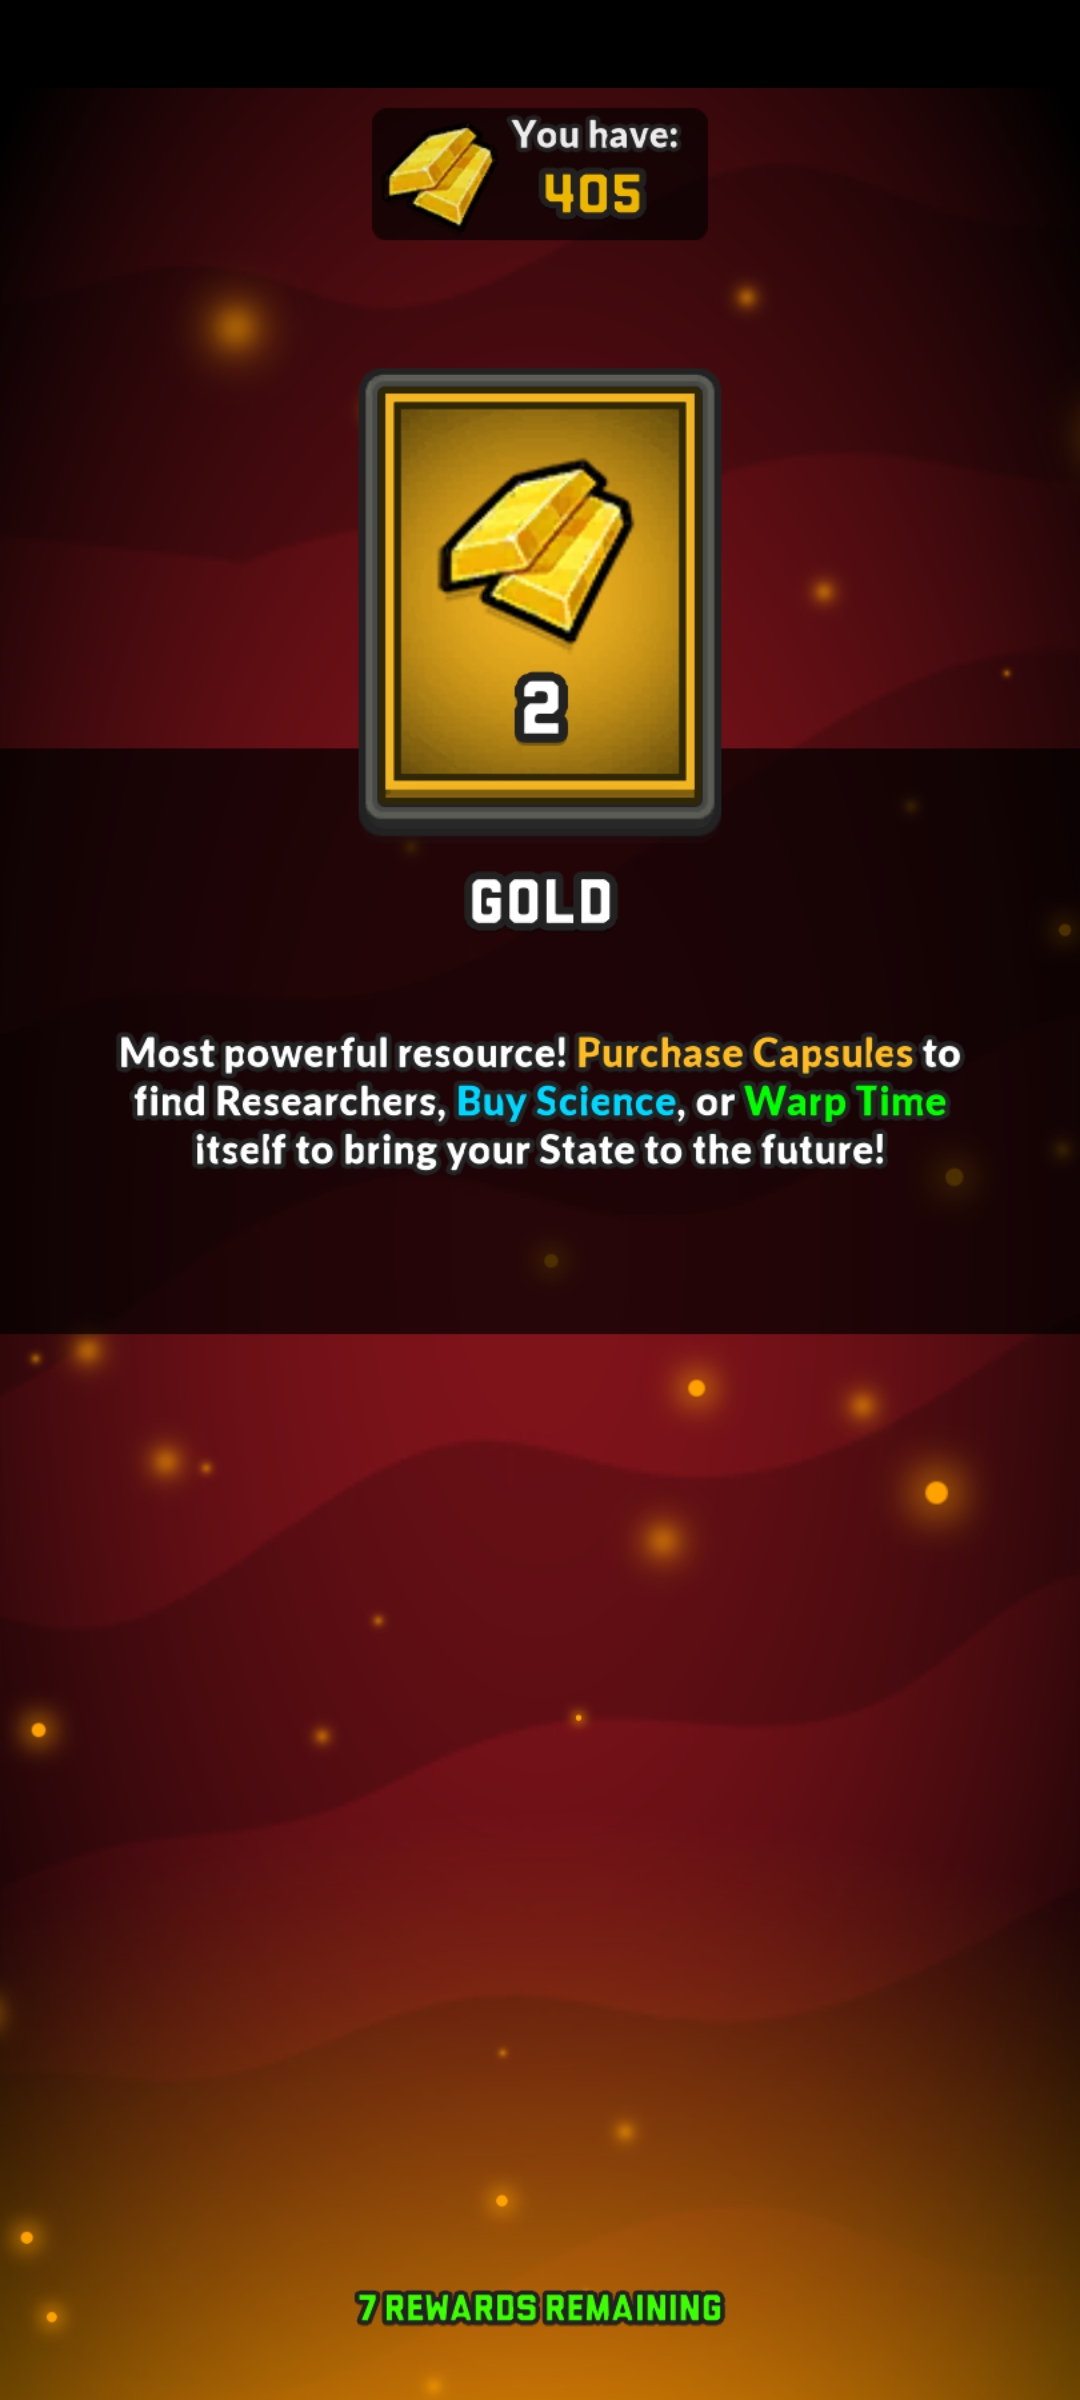 You have:
405
2
GOLD
Most powerful resource! Purchase Capsules to
find Researchers, Buy Science, or Warp Time
itself to bring your State to the future!
7 REWARDS REMAINING